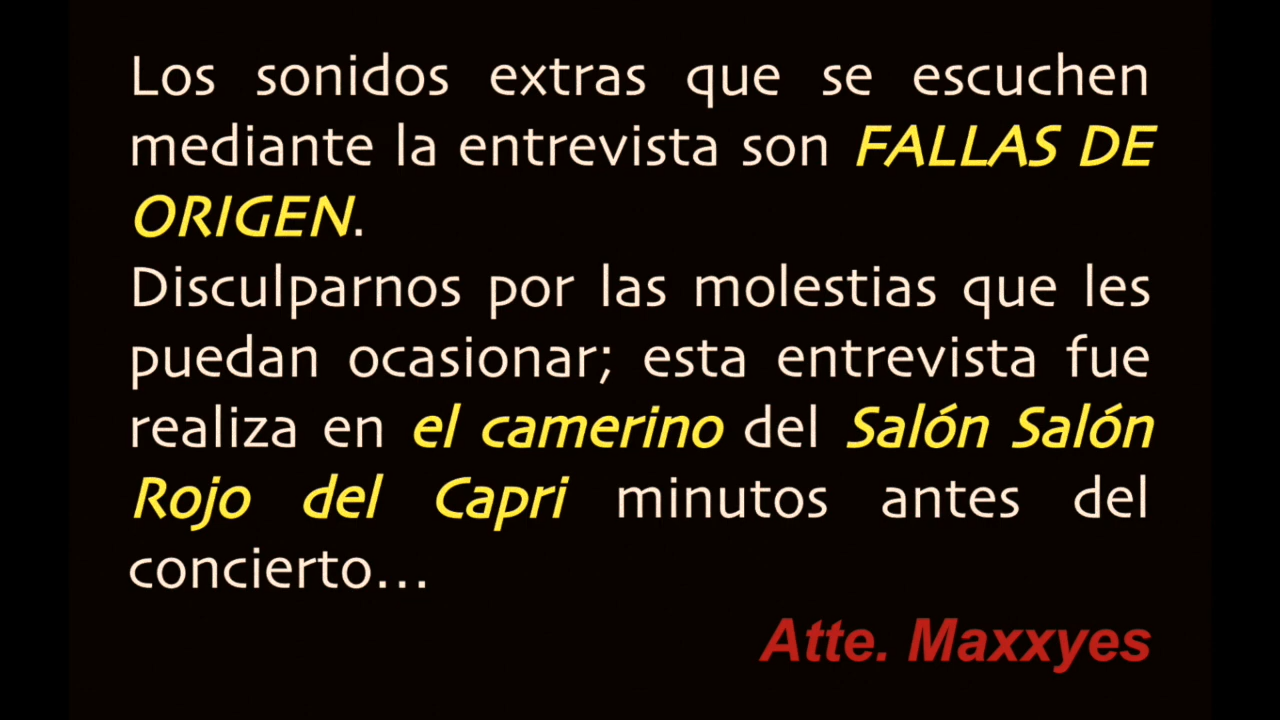 Los sonidos extras que se escuchen
mediante la entrevista son FALLAS DE
ORIGEN.
Disculparnos por las molestias que les
puedan ocasionar; esta entrevista fue
realiza en el camerino del Salón Salón
Rojo del Capri minutos antes del
concierto...
Atte. Maxxyes